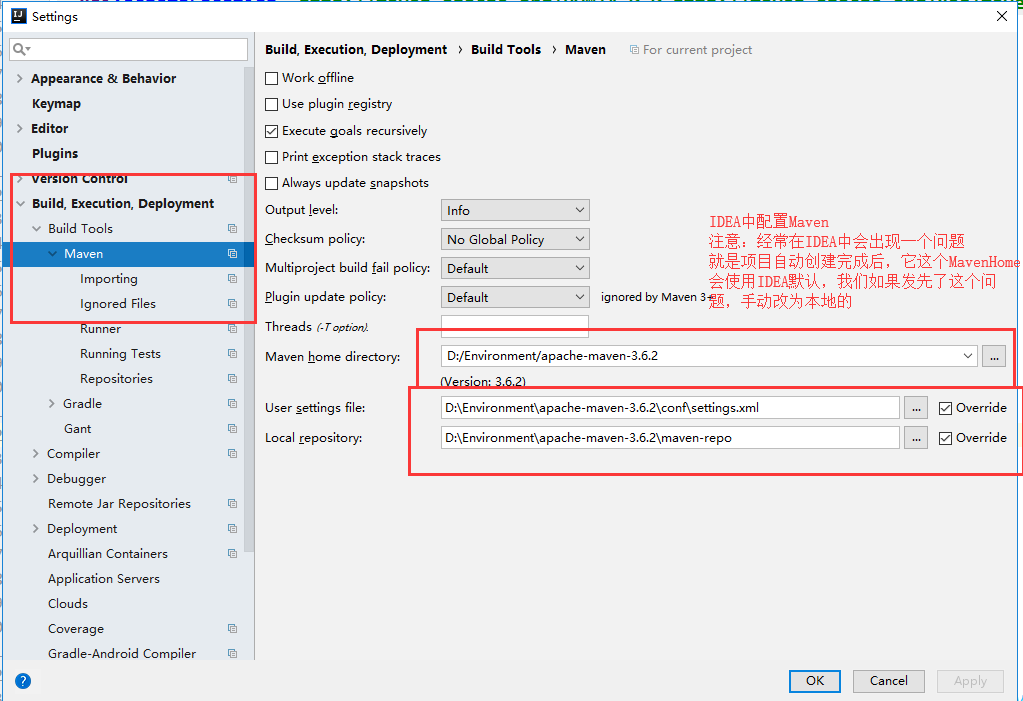 Settings
Build, Execution, Deployment › Build Tools › Maven For current project
Appearance & Behavior
Keymap
Editor
Plugins
Version Control
Build, Execution, Deployment
Build Tools
Maven
Importing
Ignored Files
Runner
Running Tests
Repositories
Gradle
Gant
Compiler
Debugger
Remote Jar Repositories
Deployment
Arquillian Containers
Application Servers
Clouds
Coverage
Gradle-Android Compiler
Work offline
Use plugin registry
Execute goals recursively
Print exception stack traces
Always update snapshots
Output level: Info
Checksum policy: No Global Policy
Multiproject build fail policy: Default
Plugin update policy: Default ignored by Maven 3+
Threads (-T option).
Maven home directory: D:/Environment/apache-maven-3.6.2 ...
(Version: 3.6.2)
User settings file: D:\Environment\apache-maven-3.6.2\conf\settings.xml ... Override
Local repository: D:\Environment\apache-maven-3.6.2\maven-repo ... Override
IDEA中配置Maven
注意：经常在IDEA中会出现一个问题
就是项目自动创建完成后，它这个MavenHome
会使用IDEA默认，我们如果发先了这个问
题，手动改为本地的
? OK Cancel Apply